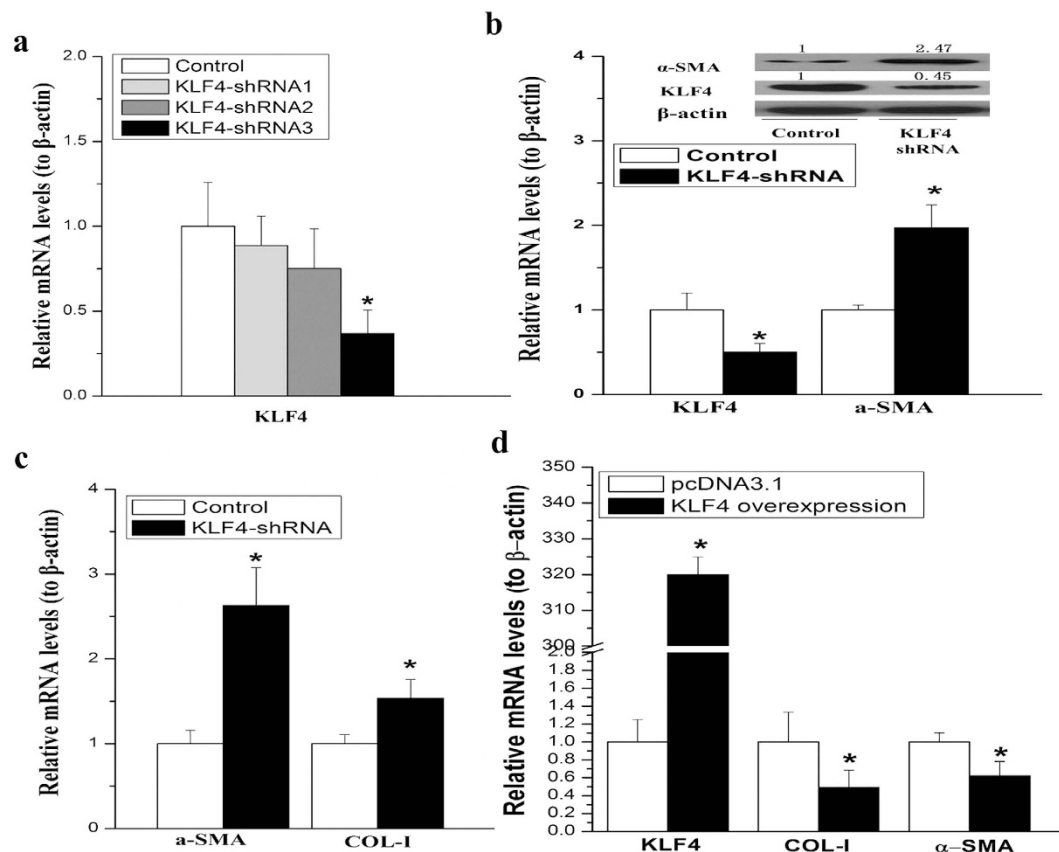 a
Relative mRNA levels (to β-actin)
2.0
1.5
1.0
0.5
0.0
Control
KLF4-shRNA1
KLF4-shRNA2
KLF4-shRNA3
*
KLF4
b
Relative mRNA levels (to β-actin)
4
3
2
1
0
1 2.47
α-SMA
1 0.45
KLF4
β-actin
Control KLF4
shRNA
Control
KLF4-shRNA
*
*
KLF4 a-SMA
c
Relative mRNA levels (to β-actin)
4
3
2
1
0
Control
KLF4-shRNA
*
*
a-SMA COL-I
d
Relative mRNA levels (to β-actin)
350
340
330
320
310
300
2.0
1.8
1.6
1.4
1.2
1.0
0.8
0.6
0.4
0.2
0.0
pcDNA3.1
KLF4 overexpression
*
*
*
KLF4 COL-I α-SMA